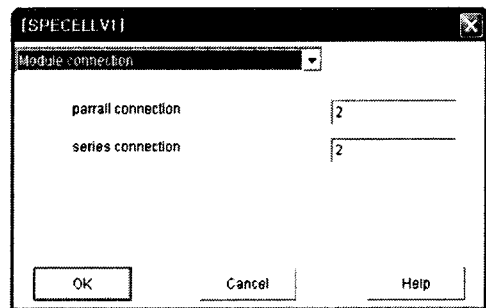 [SPECELLV1]
Module connection
parrall connection 2
series connection 2
OK Cancel Help